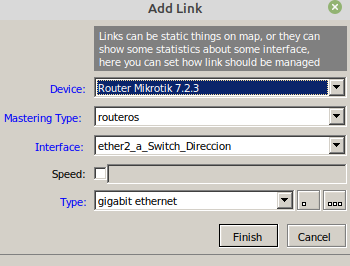 Add Link
Links can be static things on map, or they can
show some statistics about some interface,
here you can set how link should be managed
Device: Router Mikrotik 7.2.3
Mastering Type: routeros
Interface: ether2_a_Switch_Direccion
Speed:
Type: gigabit ethernet . ...
Finish Cancel